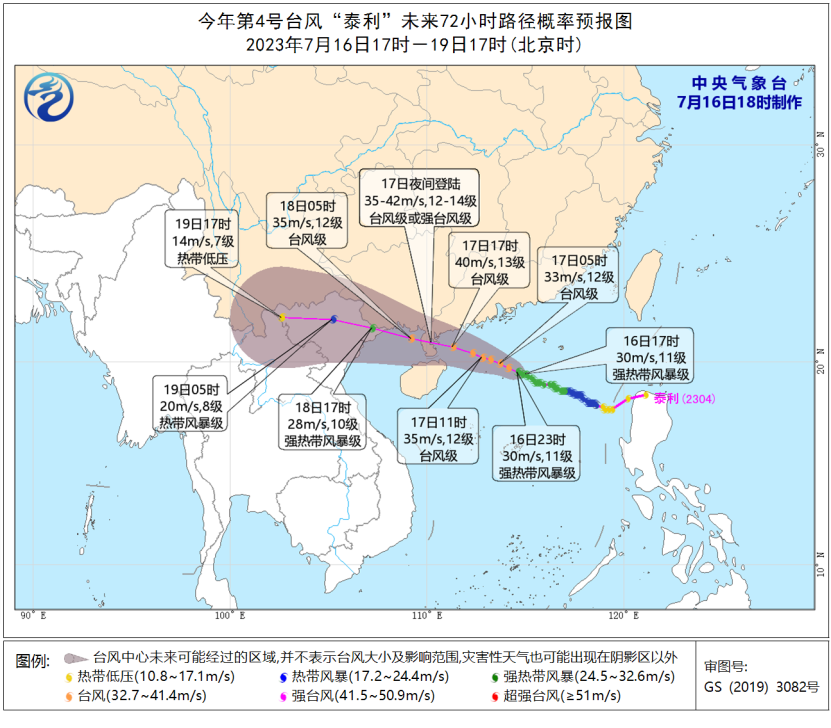 今年第4号台风“泰利”未来72小时路径概率预报图
2023年7月16日17时－19日17时(北京时)
中央气象台
7月16日18时制作
17日夜间登陆
35-42m/s,12-14级
台风级或强台风级
18日05时
35m/s,12级
台风级
19日17时
14m/s,7级
热带低压
17日17时
40m/s,13级
台风级
17日05时
33m/s,12级
台风级
16日17时
30m/s,11级
强热带风暴级
泰利(2304)
19日05时
20m/s,8级
热带风暴级
18日17时
28m/s,10级
强热带风暴级
17日11时
35m/s,12级
台风级
16日23时
30m/s,11级
强热带风暴级
30° N
20° N
10° N
90° E
100° E
110° E
120° E
图例:
台风中心未来可能经过的区域,并不表示台风大小及影响范围,灾害性天气也可能出现在阴影区以外
热带低压(10.8~17.1m/s)
热带风暴(17.2~24.4m/s)
强热带风暴(24.5~32.6m/s)
台风(32.7~41.4m/s)
强台风(41.5~50.9m/s)
超强台风(≥51m/s)
审图号:
GS (2019) 3082号